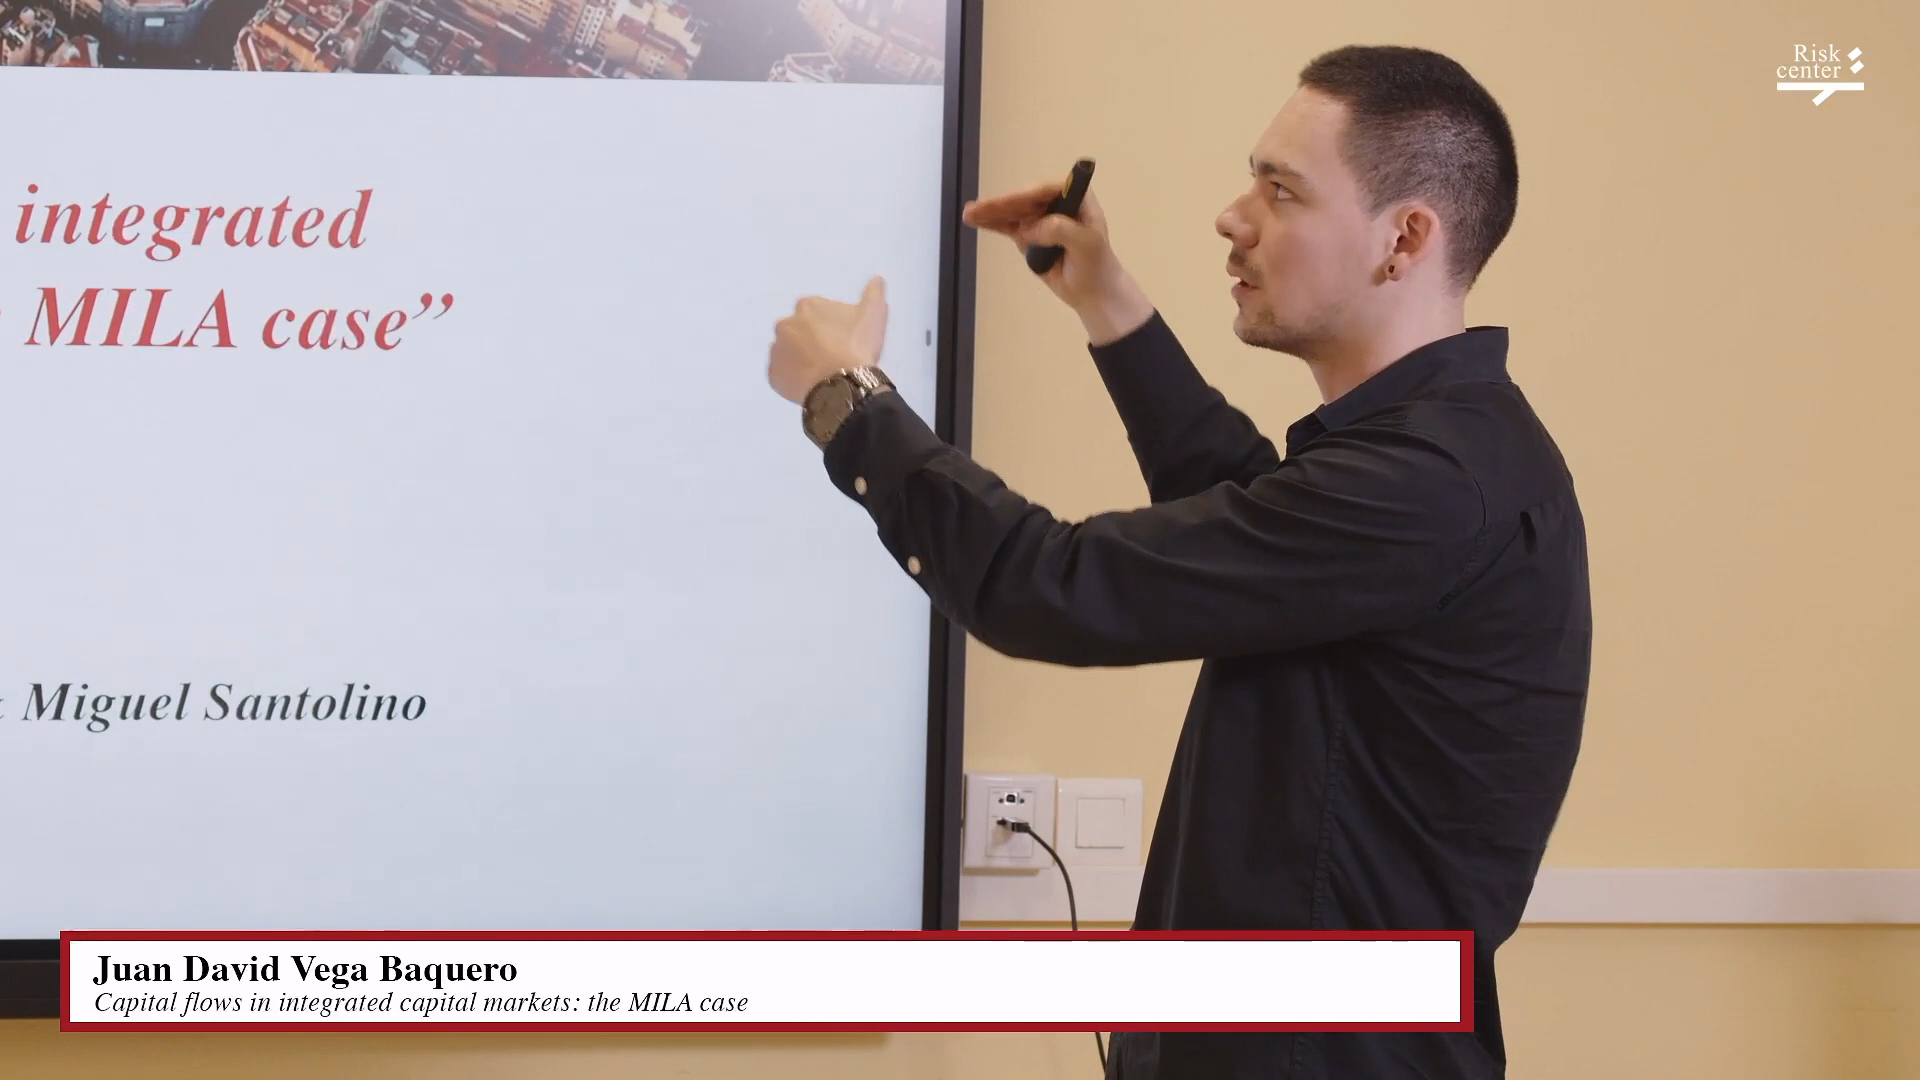 Risk
center
integrated
MILA case”
Miguel Santolino
Juan David Vega Baquero
Capital flows in integrated capital markets: the MILA case